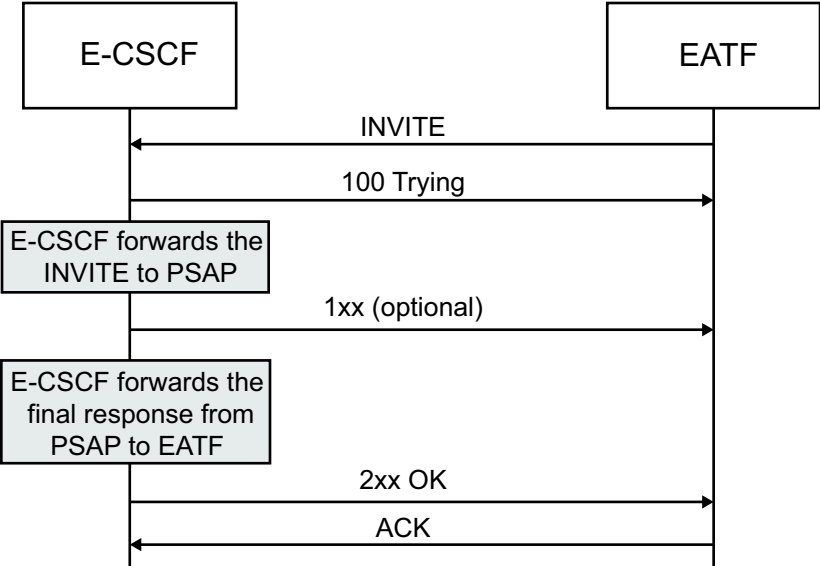 E-CSCF
EATF
INVITE
100 Trying
E-CSCF forwards the
INVITE to PSAP
1xx (optional)
E-CSCF forwards the
final response from
PSAP to EATF
2xx OK
ACK